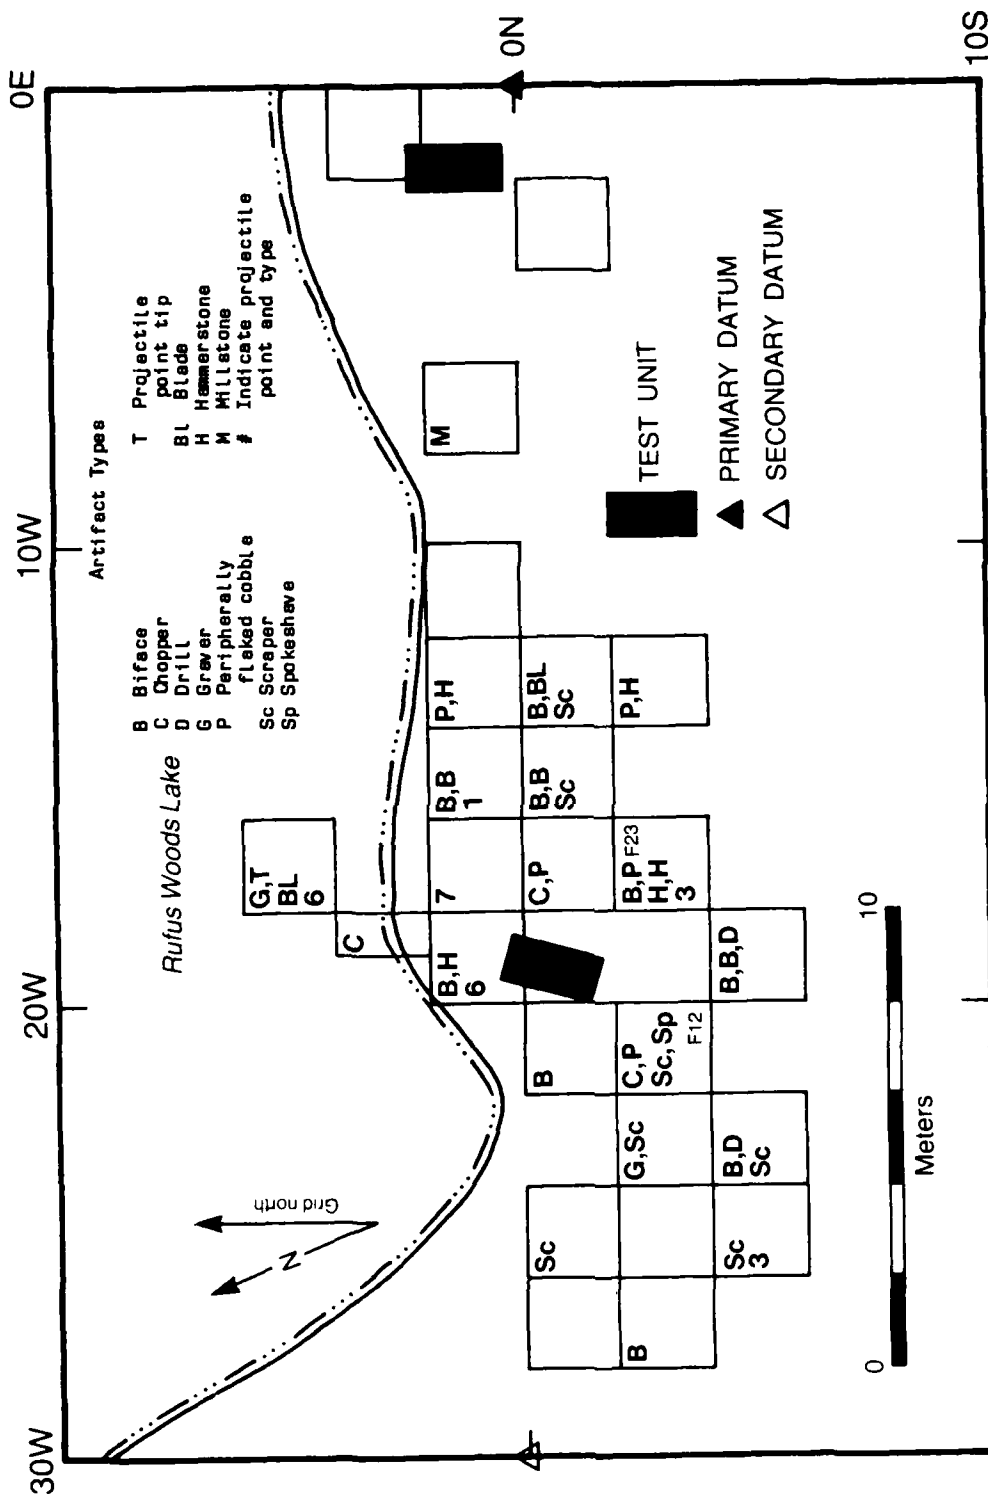 30W
20W
10W
0E
Artifact Types
B Biface
C Chopper
D Drill
G Graver
P Peripherally
flaked cobble
Sc Scraper
Sp Spokeshave
T Projectile
point tip
BL Blade
H Hammerstone
M Millstone
# Indicate projectile
point and type
Rufus Woods Lake
Grid north
N
G,T
BL
6
C
B,H
6
7
B,B
1
P,H
M
0N
Sc
B
C,P
B,B
Sc
B,BL
Sc
B
G,Sc
C,P
Sc,Sp
F12
B,P F23
H,H
3
P,H
Sc
3
B,D
Sc
B,B,D
TEST UNIT
PRIMARY DATUM
SECONDARY DATUM
0
10
Meters
10S